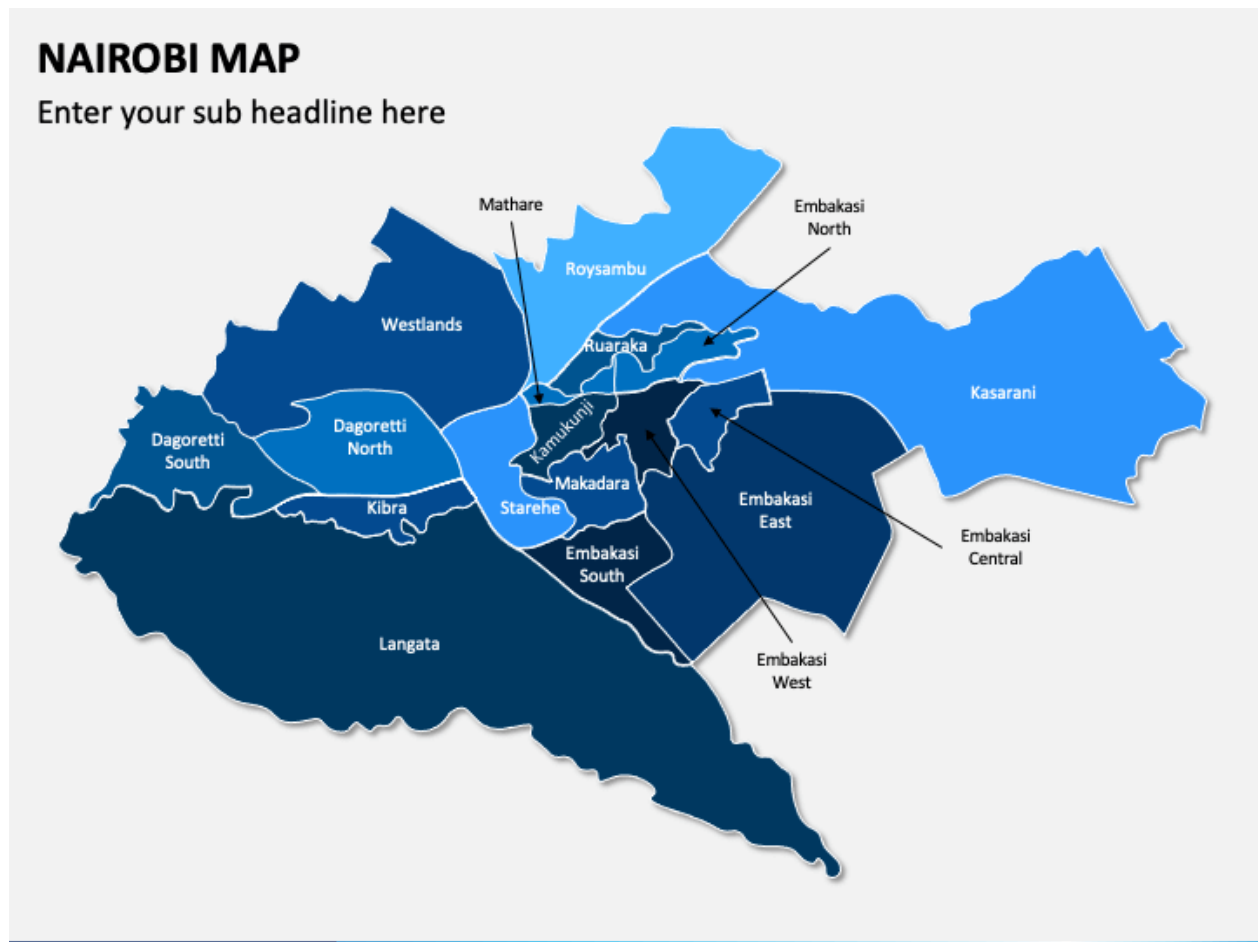 NAIROBI MAP
Enter your sub headline here
Mathare
Embakasi
North
Roysambu
Westlands
Ruaraka
Kasarani
Dagoretti
North
Kamukunji
Dagoretti
South
Makadara
Kibra
Starehe
Embakasi
East
Embakasi
Central
Embakasi
South
Langata
Embakasi
West